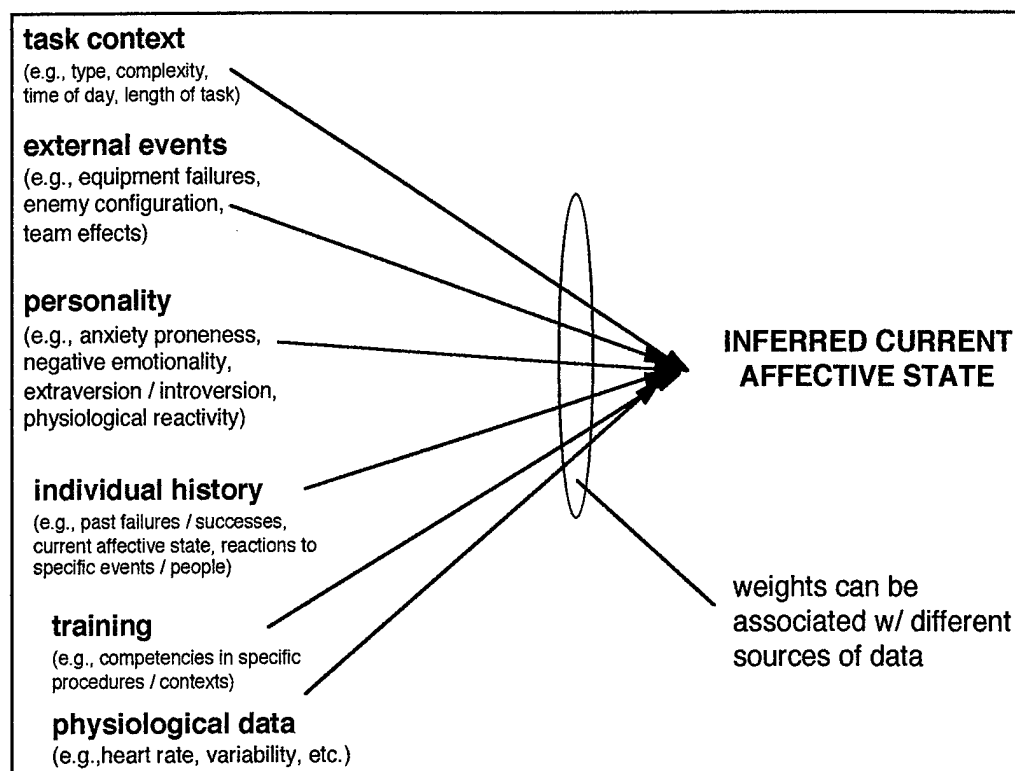 task context
(e.g., type, complexity,
time of day, length of task)
external events
(e.g., equipment failures,
enemy configuration,
team effects)
personality
(e.g., anxiety proneness,
negative emotionality,
extraversion / introversion,
physiological reactivity)
individual history
(e.g., past failures / successes,
current affective state, reactions to
specific events / people)
training
(e.g., competencies in specific
procedures / contexts)
physiological data
(e.g.,heart rate, variability, etc.)
INFERRED CURRENT
AFFECTIVE STATE
weights can be
associated w/ different
sources of data